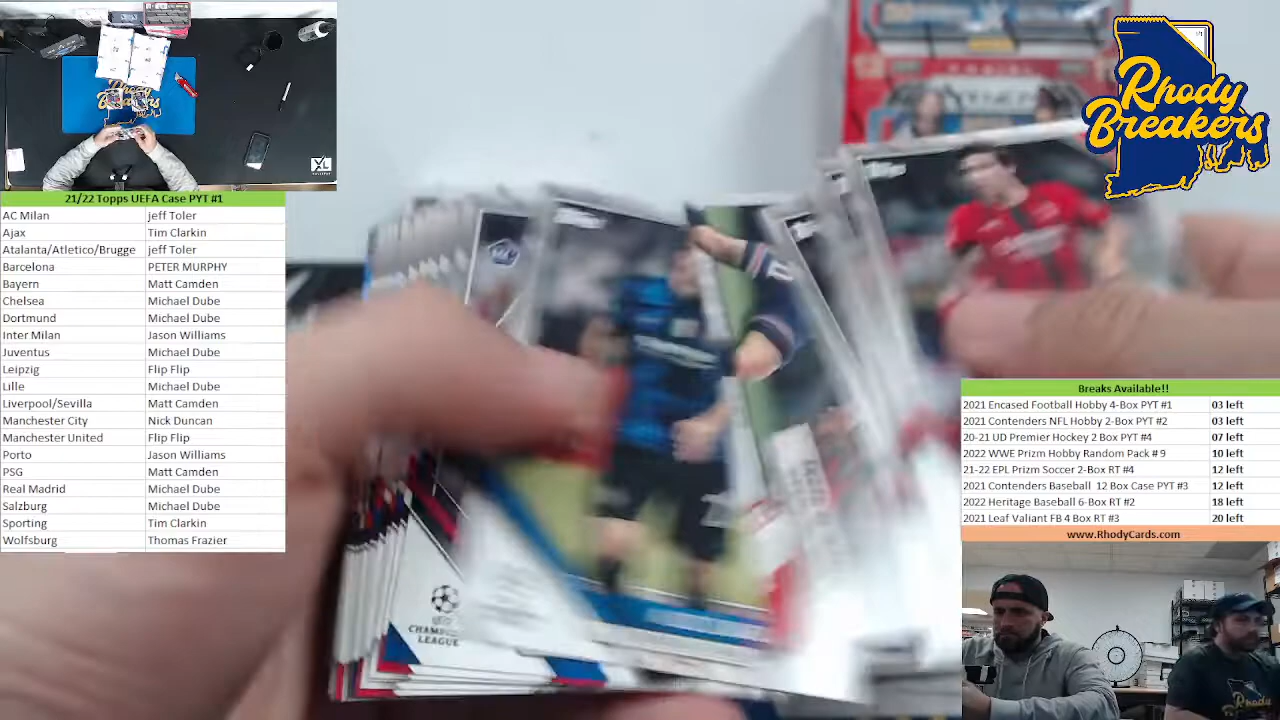 21/22 Topps UEFA Case PYT #1
AC Milan jeff Toler
Ajax Tim Clarkin
Atalanta/Atletico/Brugge jeff Toler
Barcelona PETER MURPHY
Bayern Matt Camden
Chelsea Michael Dube
Dortmund Michael Dube
Inter Milan Jason Williams
Juventus Michael Dube
Leipzig Flip Flip
Lille Michael Dube
Liverpool/Sevilla Matt Camden
Manchester City Nick Duncan
Manchester United Flip Flip
Porto Jason Williams
PSG Matt Camden
Real Madrid Michael Dube
Salzburg Michael Dube
Sporting Tim Clarkin
Wolfsburg Thomas Frazier
Rhody
Breakers
Rhody
Breakers
XL
CHAMPIONS
LEAGUE
Breaks Available!!
2021 Encased Football Hobby 4-Box PYT #1 03 left
2021 Contenders NFL Hobby 2-Box PYT #2 03 left
20-21 UD Premier Hockey 2 Box PYT #4 07 left
2022 WWE Prizm Hobby Random Pack # 9 10 left
21-22 EPL Prizm Soccer 2-Box RT #4 12 left
2021 Contenders Baseball 12 Box Case PYT #3 12 left
2022 Heritage Baseball 6-Box RT #2 18 left
2021 Leaf Valiant FB 4 Box RT #3 20 left
www.RhodyCards.com
Rhody